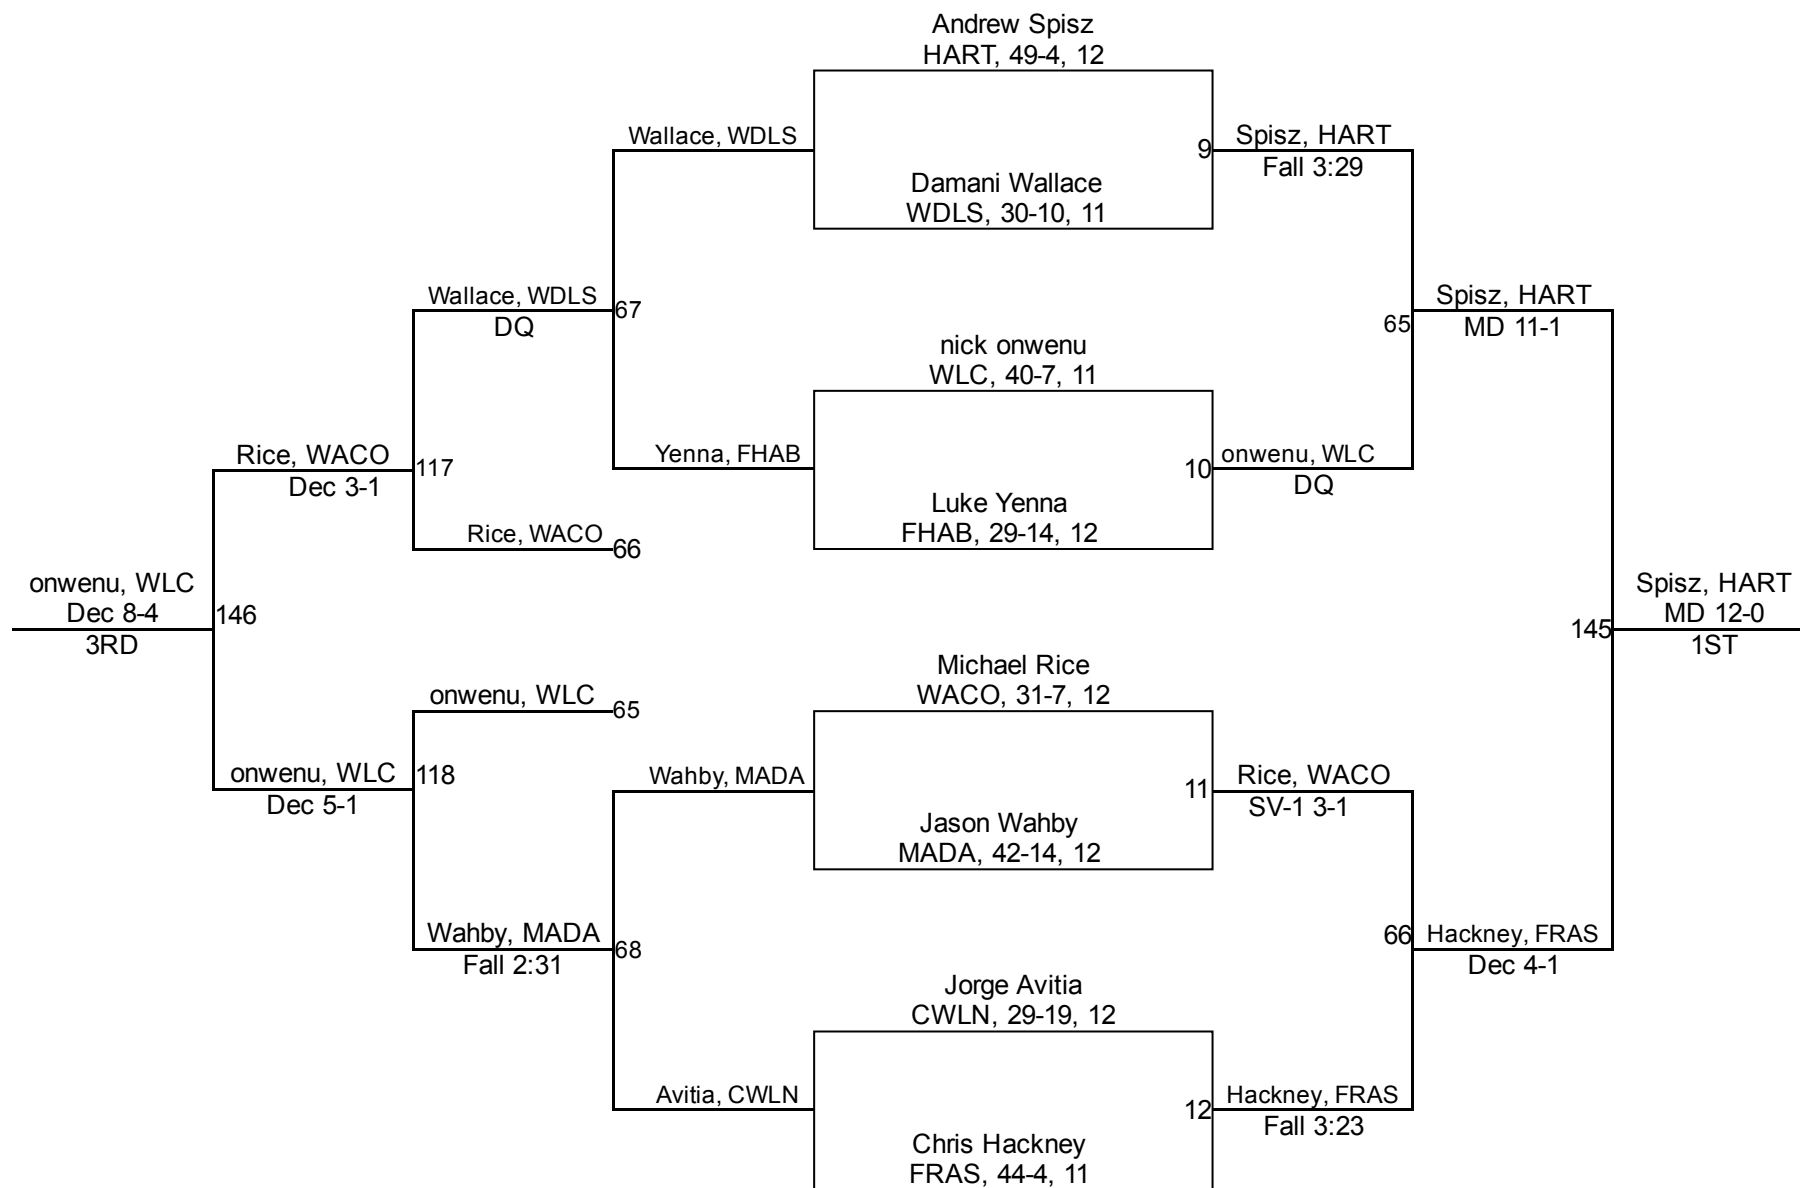 Andrew Spisz
HART, 49-4, 12
Wallace, WDLS
9
Spisz, HART
Fall 3:29
Damani Wallace
WDLS, 30-10, 11
Wallace, WDLS
DQ
67
Spisz, HART
MD 11-1
65
nick onwenu
WLC, 40-7, 11
Rice, WACO
Dec 3-1
117
Yenna, FHAB
10
onwenu, WLC
DQ
Luke Yenna
FHAB, 29-14, 12
Rice, WACO
66
onwenu, WLC
Dec 8-4
3RD
146
145
Spisz, HART
MD 12-0
1ST
Michael Rice
WACO, 31-7, 12
onwenu, WLC
65
onwenu, WLC
Dec 5-1
118
Wahby, MADA
11
Rice, WACO
SV-1 3-1
Jason Wahby
MADA, 42-14, 12
Wahby, MADA
Fall 2:31
68
66
Hackney, FRAS
Dec 4-1
Jorge Avitia
CWLN, 29-19, 12
Avitia, CWLN
12
Hackney, FRAS
Fall 3:23
Chris Hackney
FRAS, 44-4, 11